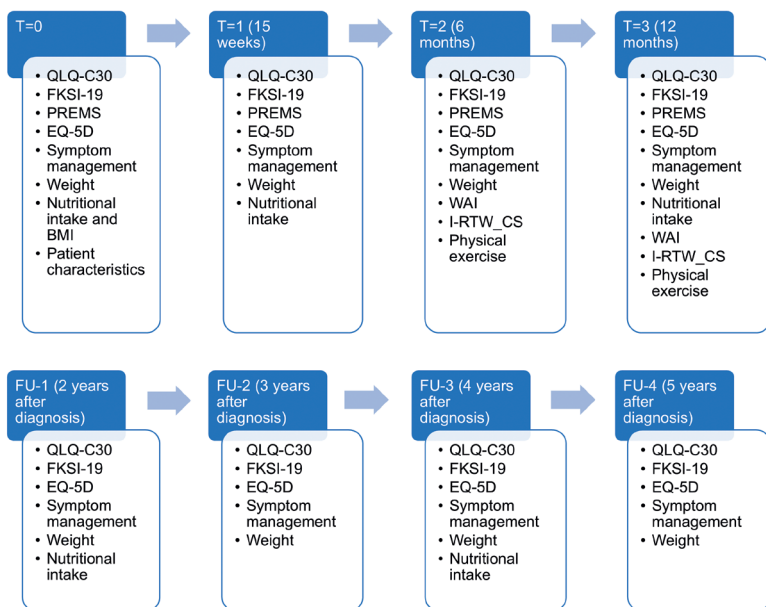 T=0
• QLQ-C30
• FKSI-19
• PREMS
• EQ-5D
• Symptom
management
• Weight
• Nutritional
intake and
BMI
• Patient
characteristics
T=1 (15
weeks)
• QLQ-C30
• FKSI-19
• PREMS
• EQ-5D
• Symptom
management
• Weight
• Nutritional
intake
T=2 (6
months)
• QLQ-C30
• FKSI-19
• PREMS
• EQ-5D
• Symptom
management
• Weight
• WAI
• I-RTW_CS
• Physical
exercise
T=3 (12
months)
• QLQ-C30
• FKSI-19
• PREMS
• EQ-5D
• Symptom
management
• Weight
• Nutritional
intake
• WAI
• I-RTW_CS
• Physical
exercise
FU-1 (2 years
after
diagnosis)
• QLQ-C30
• FKSI-19
• EQ-5D
• Symptom
management
• Weight
• Nutritional
intake
FU-2 (3 years
after
diagnosis)
• QLQ-C30
• FKSI-19
• EQ-5D
• Symptom
management
• Weight
FU-3 (4 years
after
diagnosis)
• QLQ-C30
• FKSI-19
• EQ-5D
• Symptom
management
• Weight
• Nutritional
intake
FU-4 (5 years
after
diagnosis)
• QLQ-C30
• FKSI-19
• EQ-5D
• Symptom
management
• Weight